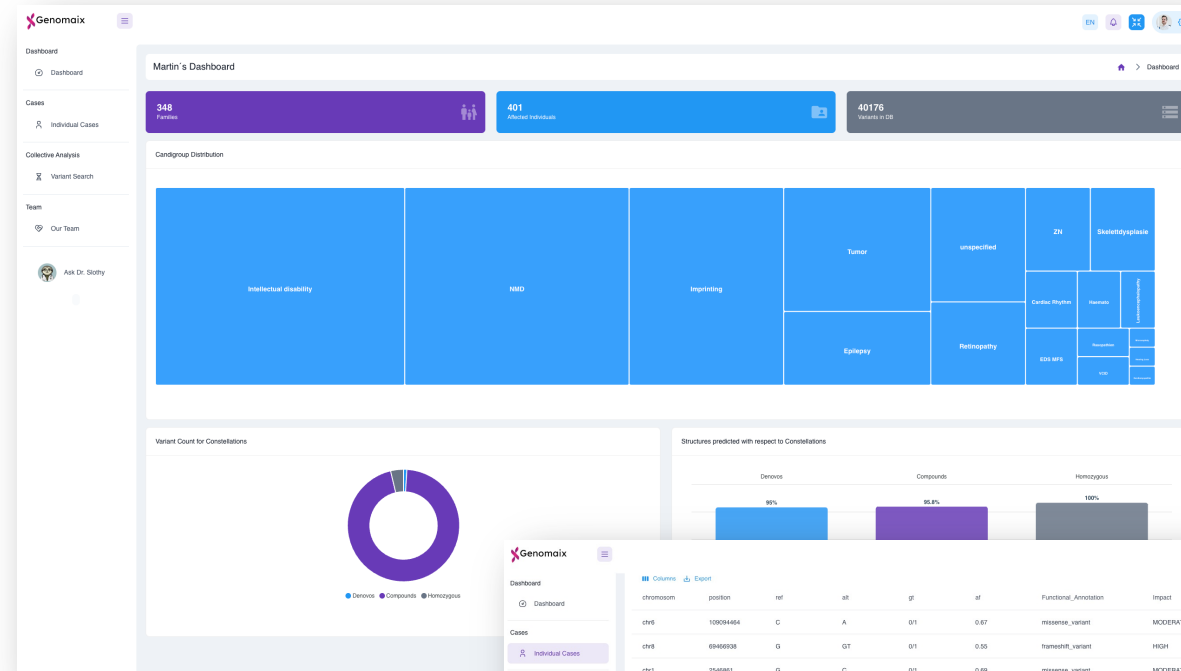 Genomaix
EN
Dashboard
Dashboard
Cases
Individual Cases
Collective Analysis
Variant Search
Team
Our Team
Ask Dr. Slothy
Martin´s Dashboard
Dashboard
348
Families
401
Affected Individuals
40176
Variants in DB
Candigroup Distribution
Intellectual disability
NMD
Imprinting
Tumor
Epilepsy
unspecified
Retinopathy
ZN
Skelettdysplasie
Cardiac Rhythm
Haemato
EDS MFS
Variant Count for Constellations
Denovos Compounds Homozygous
Structures predicted with respect to Constellations
Denovos Compounds Homozygous
95% 95.8% 100%
Genomaix
Dashboard
Dashboard
Cases
Individual Cases
Columns Export
chromosom position ref alt gt af Functional_Annotation Impact
chr6 109094464 C A 0/1 0.67 missense_variant MODERAT
chr8 69466938 G GT 0/1 0.55 frameshift_variant HIGH